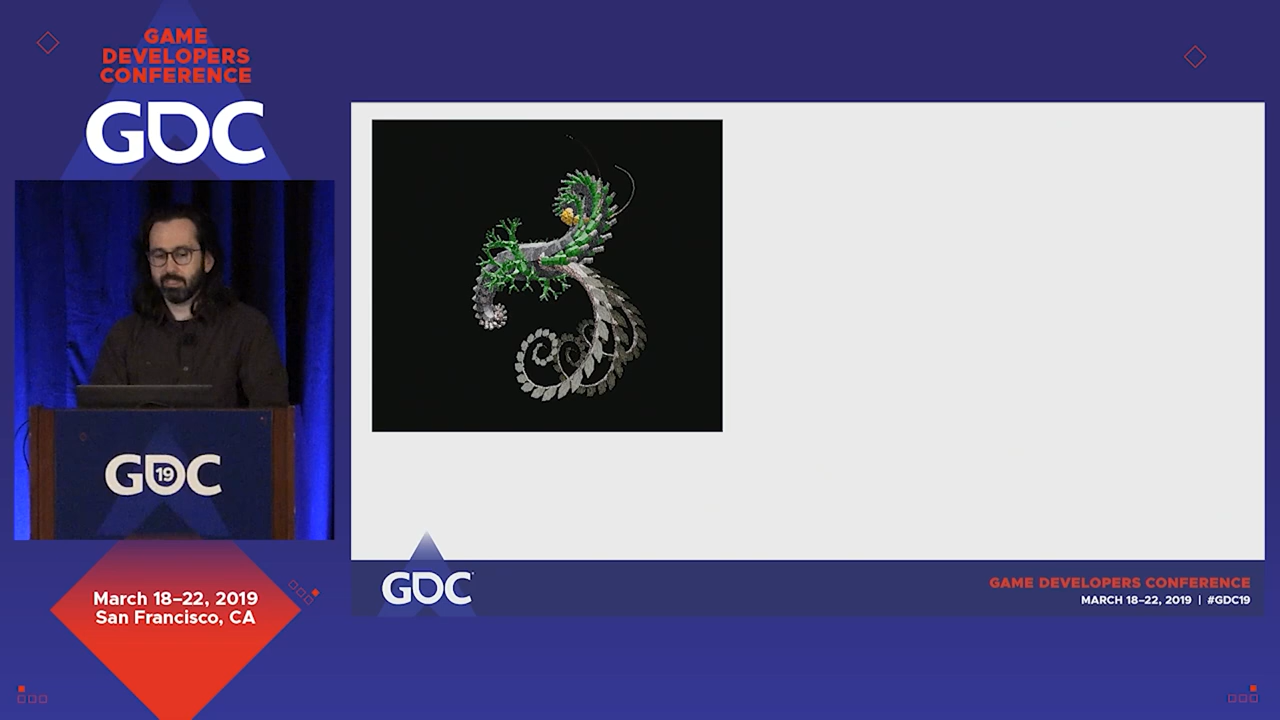 GAME
DEVELOPERS
CONFERENCE
GDC
GDC
19
March 18–22, 2019
San Francisco, CA
GDC
GAME DEVELOPERS CONFERENCE
MARCH 18–22, 2019 | #GDC19